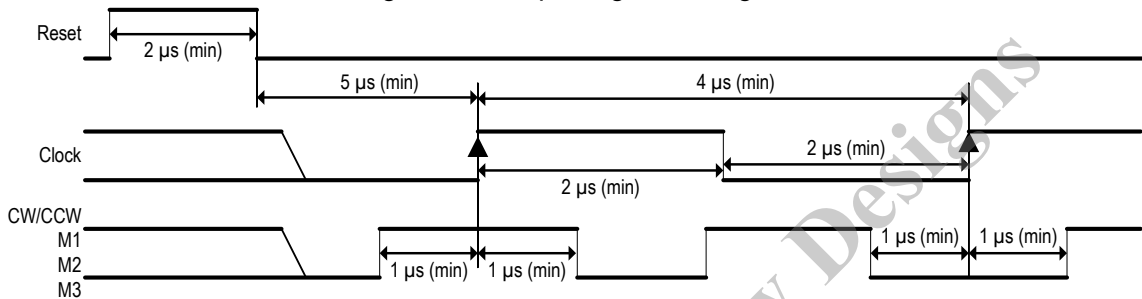 Reset
2 µs (min)
5 µs (min)
4 µs (min)
Clock
2 µs (min)
2 µs (min)
CW/CCW
M1
M2
M3
1 µs (min)
1 µs (min)
1 µs (min)
1 µs (min)
Designs